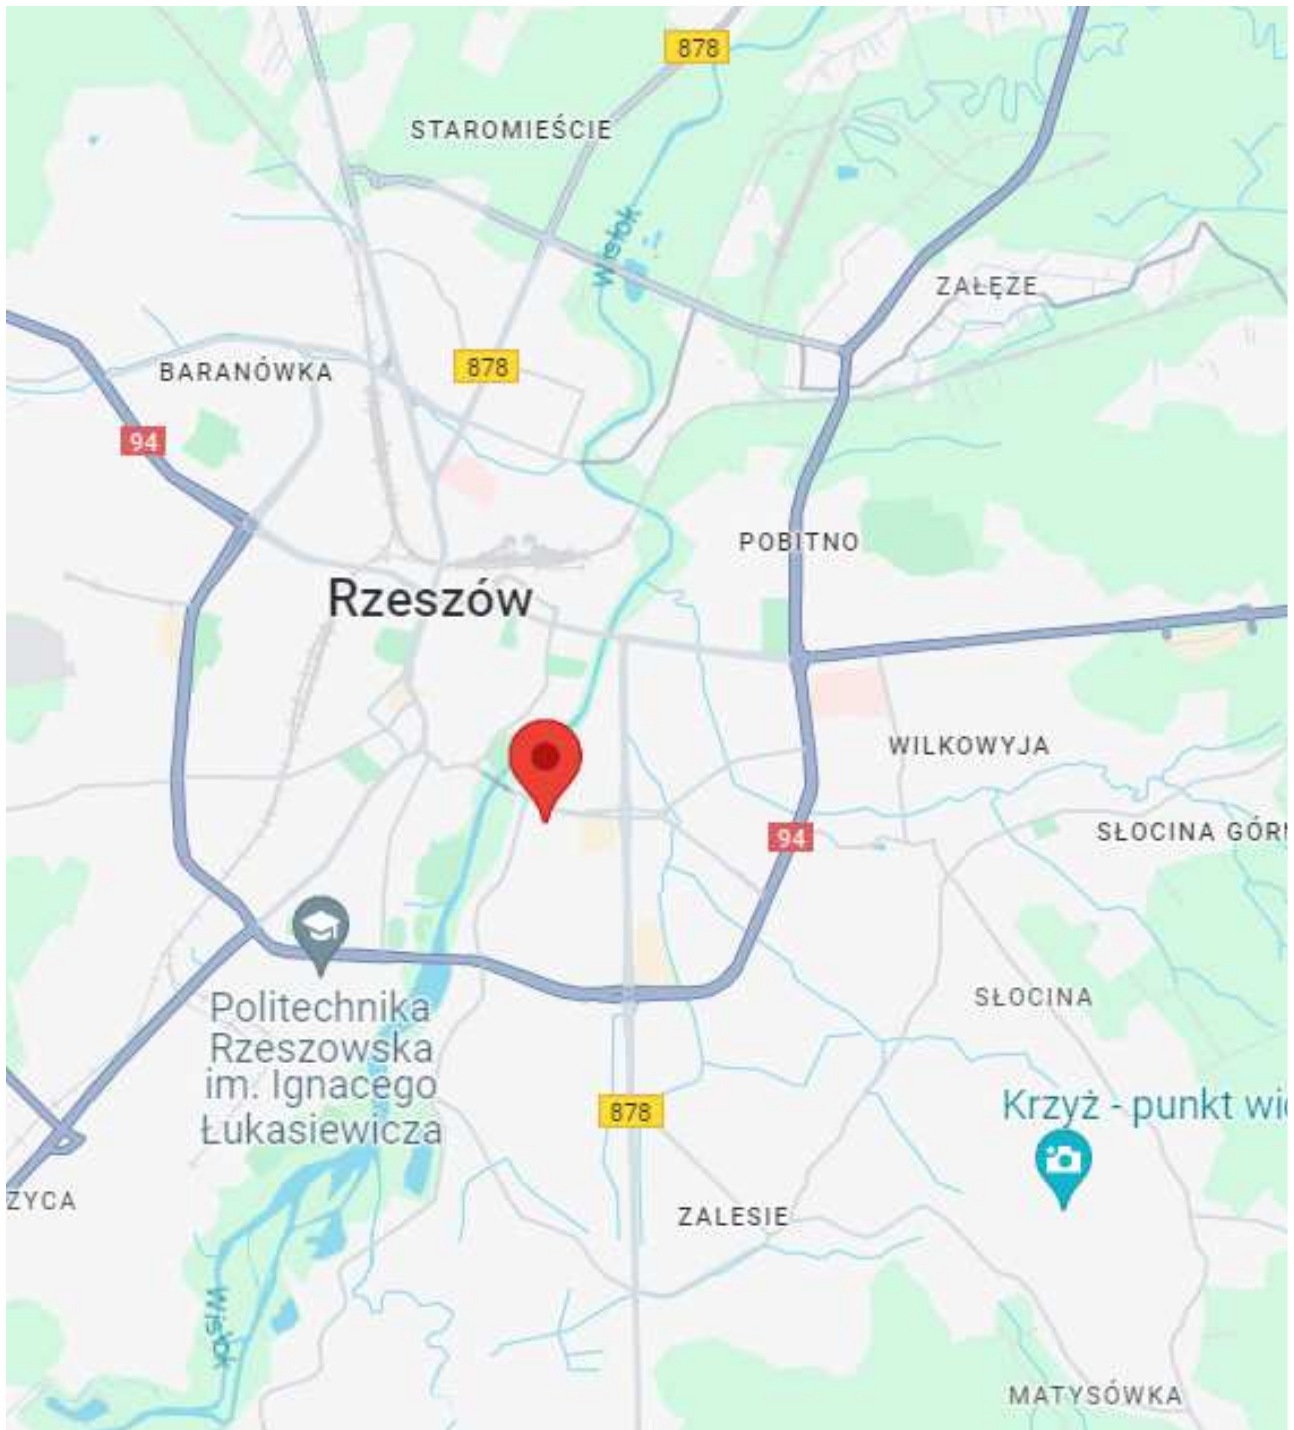 878
STAROMIEŚCIE
Wisłok
ZAŁĘŻE
878
BARANÓWKA
94
POBITNO
Rzeszów
WILKOWYJA
94
SŁOCINA GÓR
Politechnika
Rzeszowska
im. Ignacego
Łukasiewicza
SŁOCINA
878
Krzyż - punkt wi
ZYCA
ZALESIE
Wisłok
MATYSÓWKA